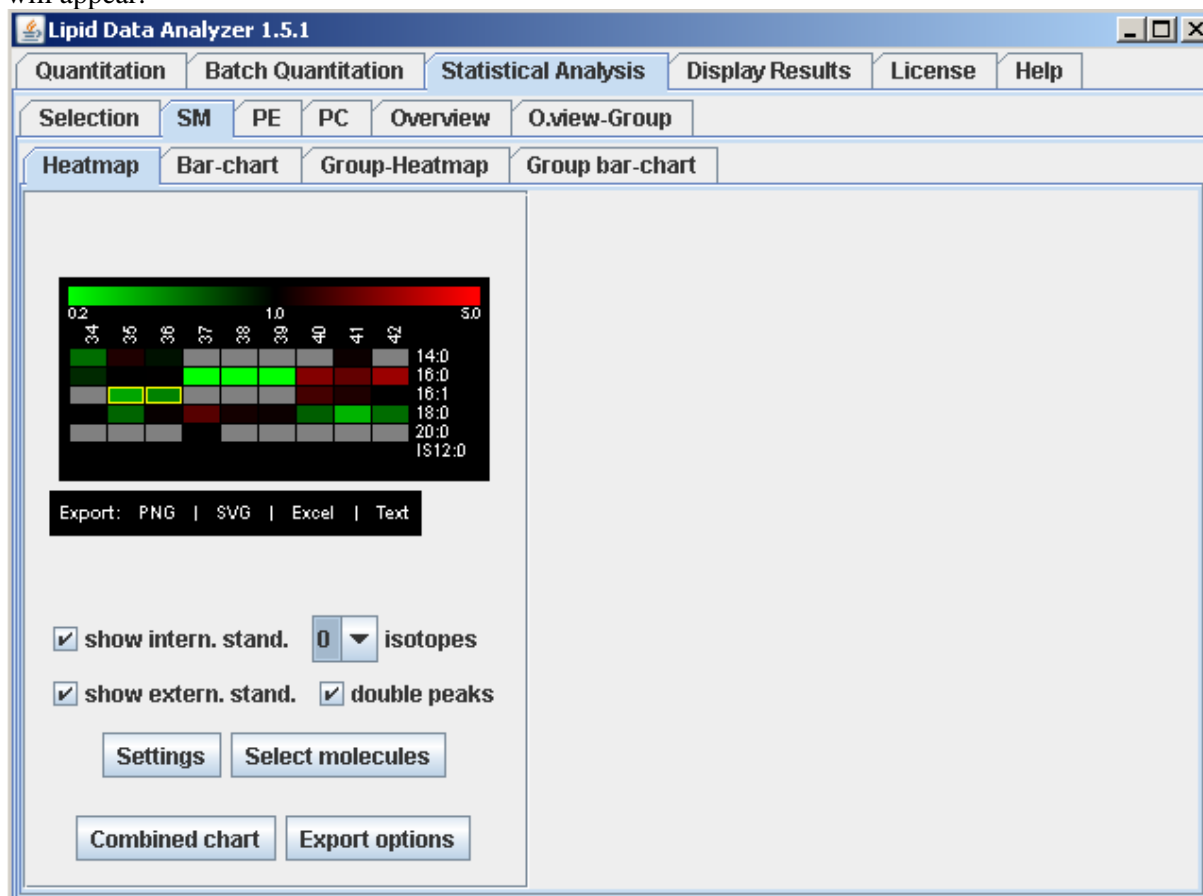 will appear.
Lipid Data Analyzer 1.5.1
Quantitation Batch Quantitation Statistical Analysis Display Results License Help
Selection SM PE PC Overview O.view-Group
Heatmap Bar-chart Group-Heatmap Group bar-chart
0.2 1.0 5.0
34 35 36 37 38 39 40 41 42
14:0
16:0
16:1
18:0
20:0
IS12:0
Export: PNG | SVG | Excel | Text
show intern. stand. 0 isotopes
show extern. stand. double peaks
Settings Select molecules
Combined chart Export options